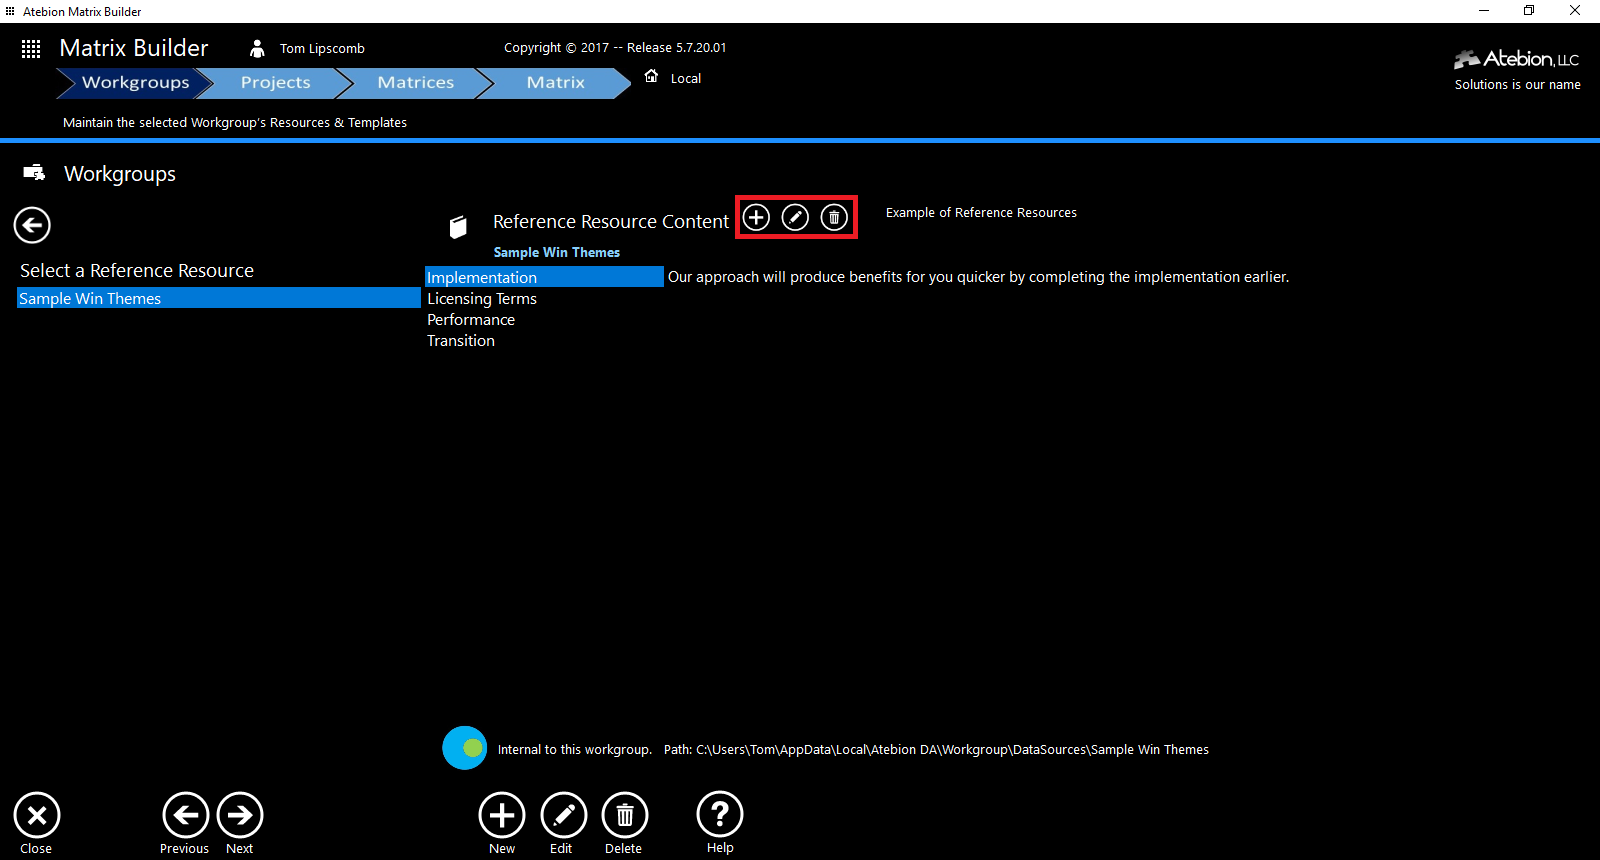 Atebion Matrix Builder
Matrix Builder
Tom Lipscomb
Copyright © 2017 -- Release 5.7.20.01
Atebion, LLC
Solutions is our name
Workgroups
Projects
Matrices
Matrix
Local
Maintain the selected Workgroup's Resources & Templates
Workgroups
Reference Resource Content
Example of Reference Resources
Sample Win Themes
Select a Reference Resource
Sample Win Themes
Implementation
Licensing Terms
Performance
Transition
Our approach will produce benefits for you quicker by completing the implementation earlier.
Internal to this workgroup. Path: C:\Users\Tom\AppData\Local\Atebion DA\Workgroup\DataSources\Sample Win Themes
Close
Previous
Next
New
Edit
Delete
Help